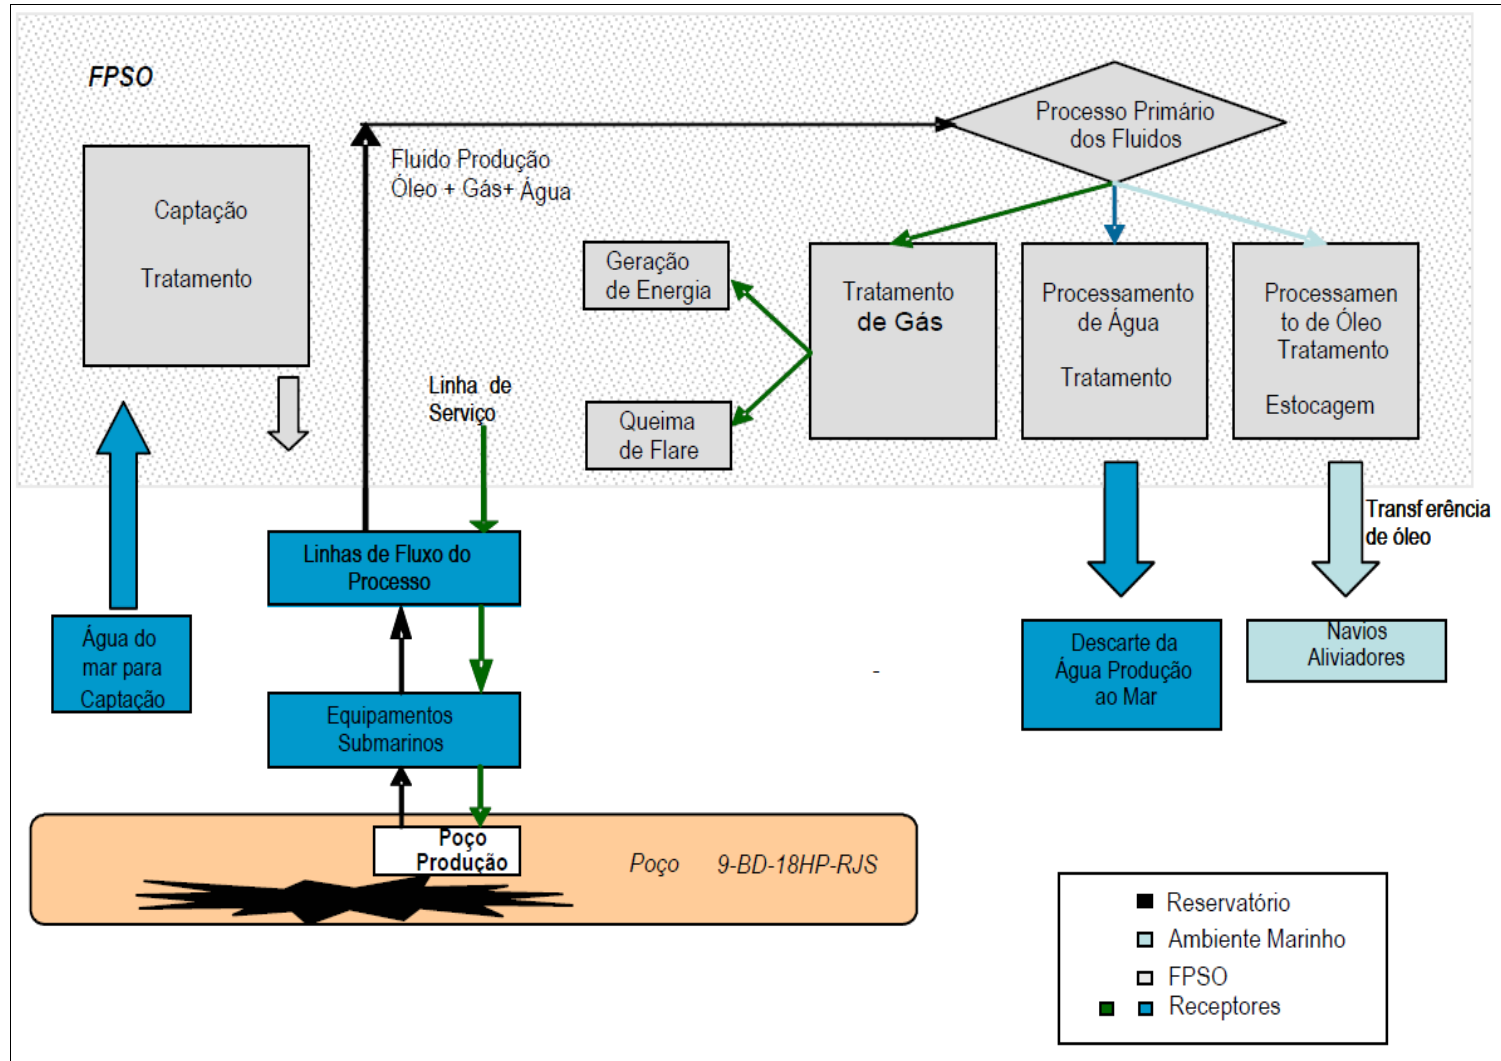 FPSO
Captação
Tratamento
Fluido Produção
Óleo + Gás+ Água
Processo Primário
dos Fluidos
Geração
de Energia
Queima
de Flare
Tratamento
de Gás
Processamento
de Água
Tratamento
Processamen
to de Óleo
Tratamento
Estocagem
Linha de
Serviço
Transferência
de óleo
Linhas de Fluxo do
Processo
Água do
mar para
Captação
Equipamentos
Submarinos
Descarte da
Água Produção
ao Mar
Navios
Aliviadores
-
Poço
Produção
Poço 9-BD-18HP-RJS
Reservatório
Ambiente Marinho
FPSO
Receptores